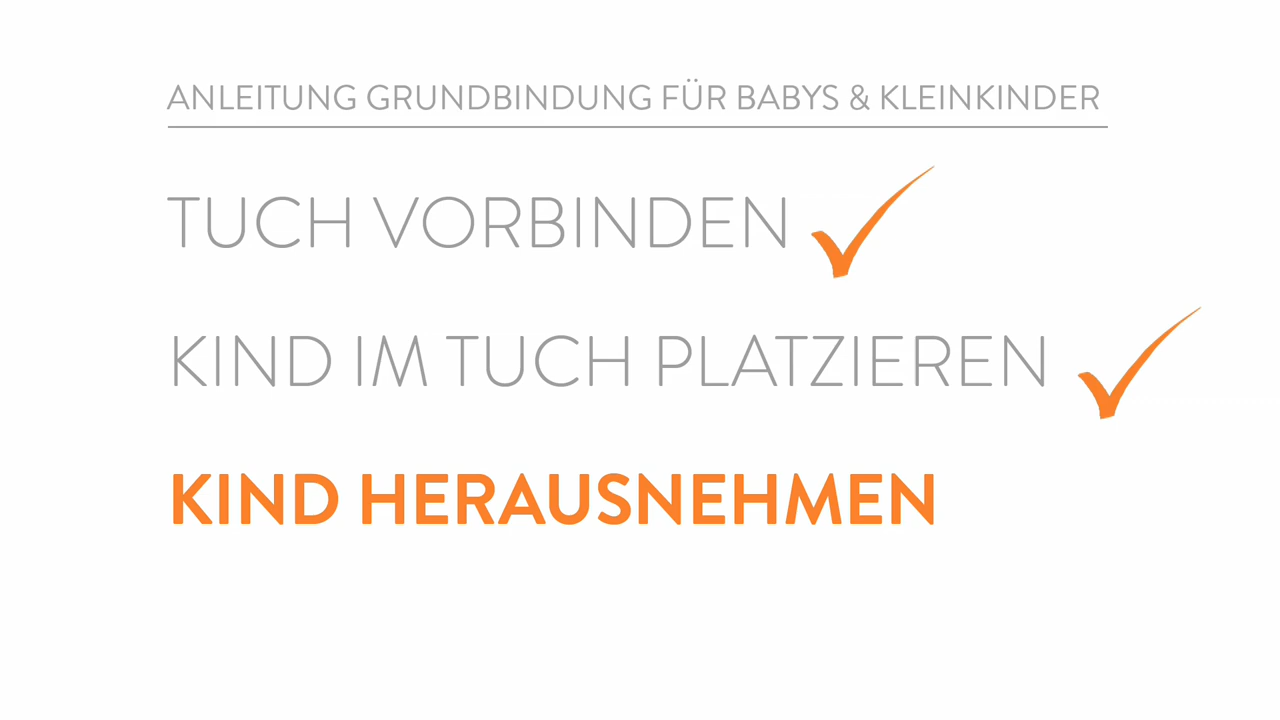 ANLEITUNG GRUNDBINDUNG FÜR BABYS & KLEINKINDER
TUCH VORBINDEN
KIND IM TUCH PLATZIEREN
KIND HERAUSNEHMEN